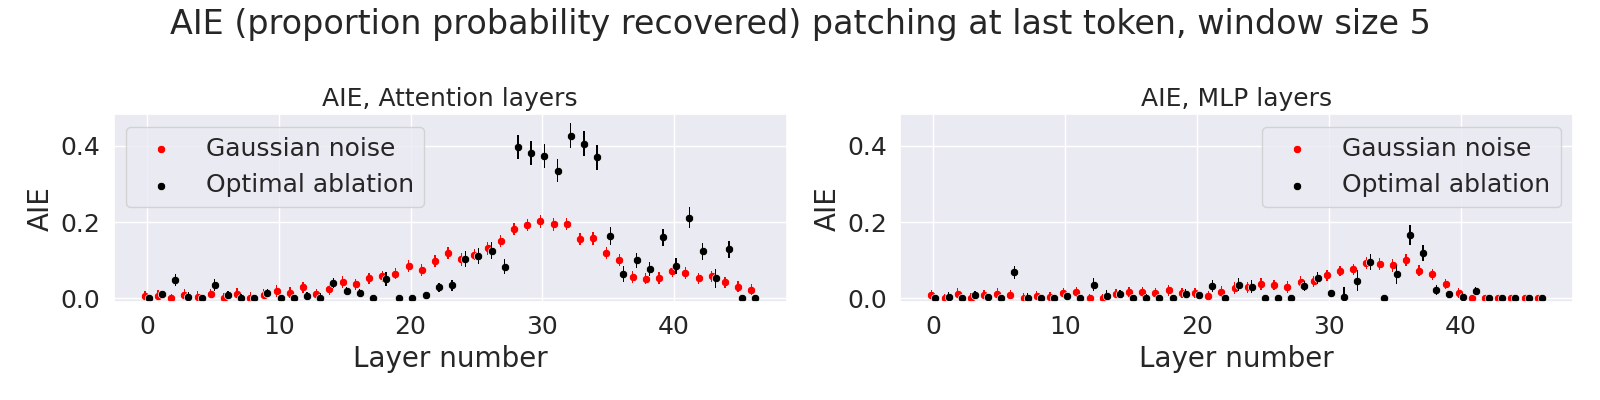 AIE (proportion probability recovered) patching at last token, window size 5
AIE, Attention layers
AIE
0.4
0.2
0.0
Gaussian noise
Optimal ablation
0 10 20 30 40
Layer number
AIE, MLP layers
AIE
0.4
0.2
0.0
Gaussian noise
Optimal ablation
0 10 20 30 40
Layer number